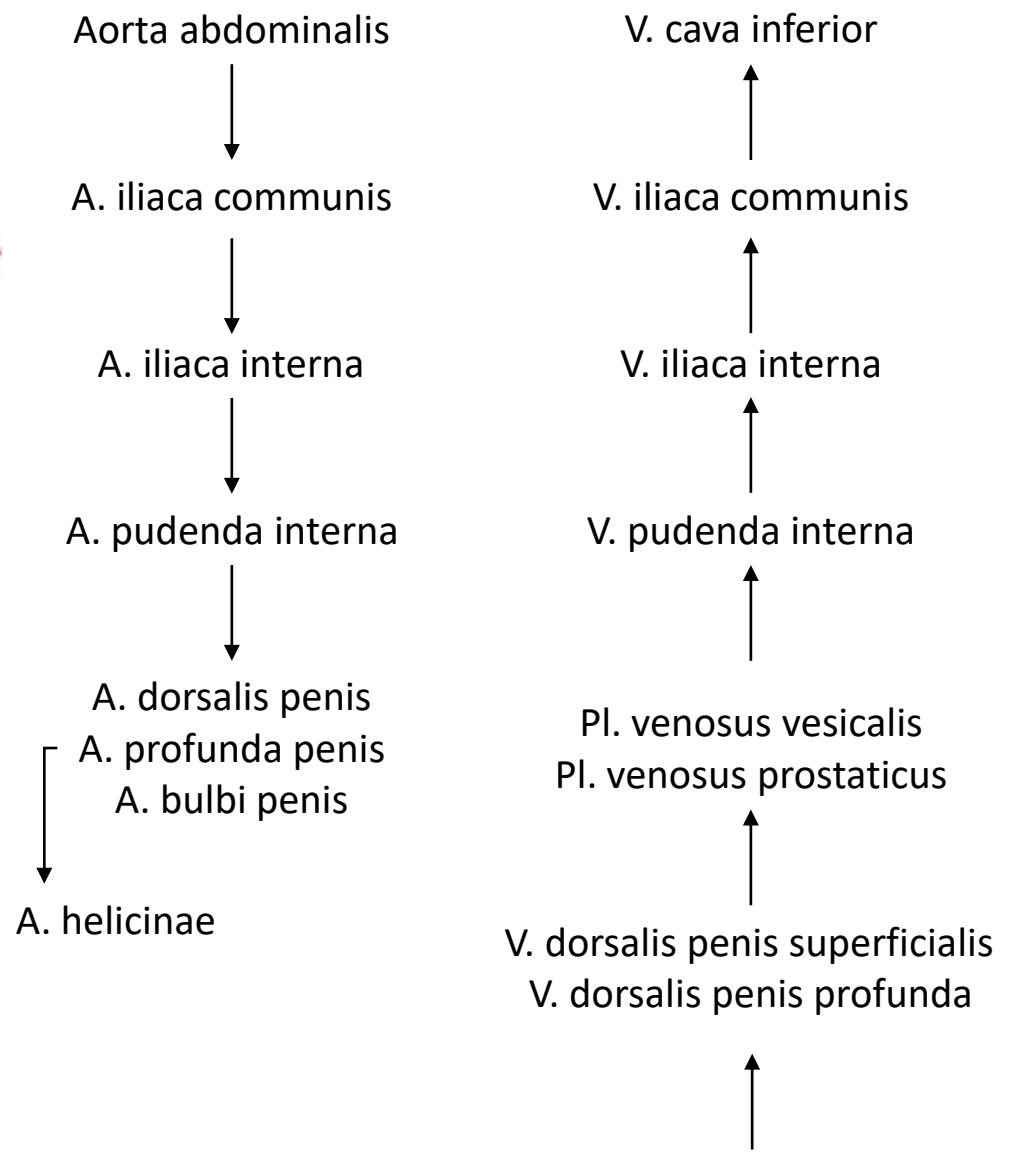 Aorta abdominalis
A. iliaca communis
A. iliaca interna
A. pudenda interna
A. dorsalis penis
A. profunda penis
A. bulbi penis
A. helicinae
V. cava inferior
V. iliaca communis
V. iliaca interna
V. pudenda interna
Pl. venosus vesicalis
Pl. venosus prostaticus
V. dorsalis penis superficialis
V. dorsalis penis profunda